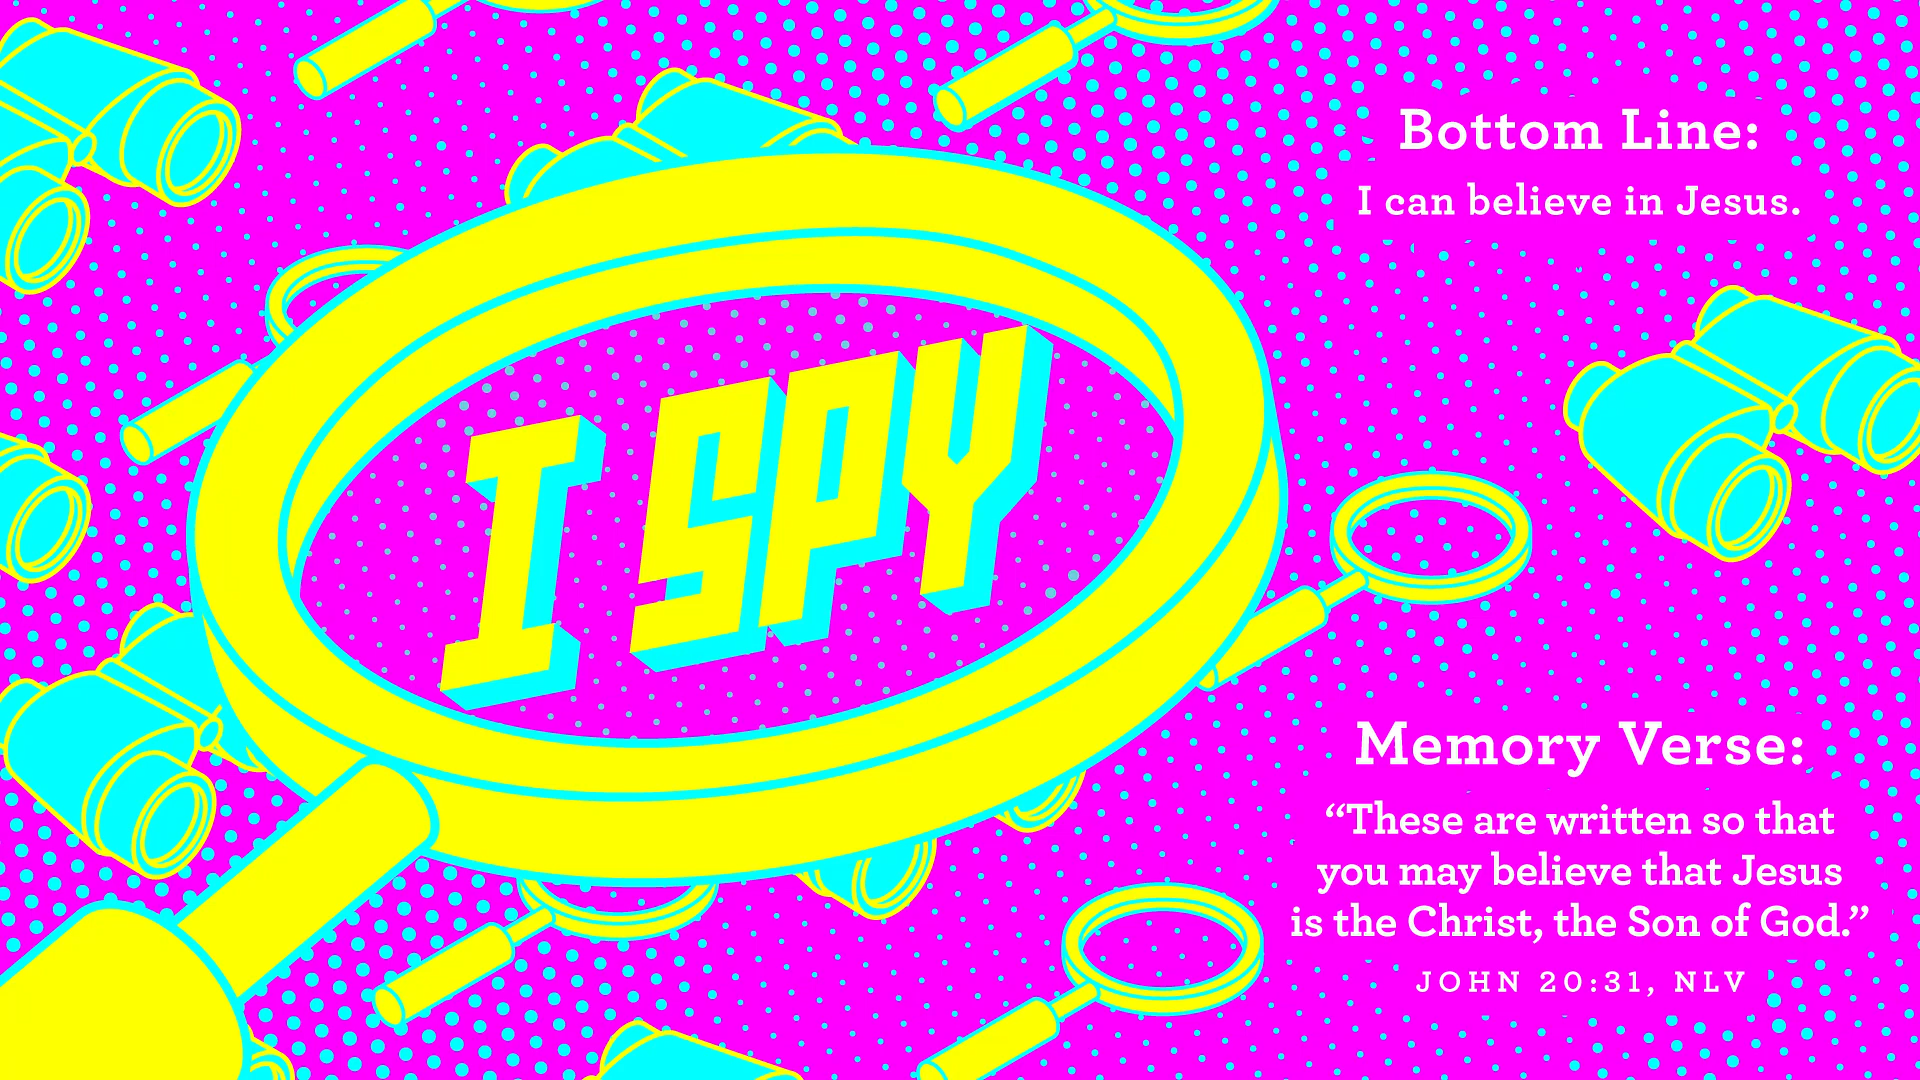 I SPY
Bottom Line:
I can believe in Jesus.
Memory Verse:
“These are written so that
you may believe that Jesus
is the Christ, the Son of God.”
JOHN 20:31, NLV